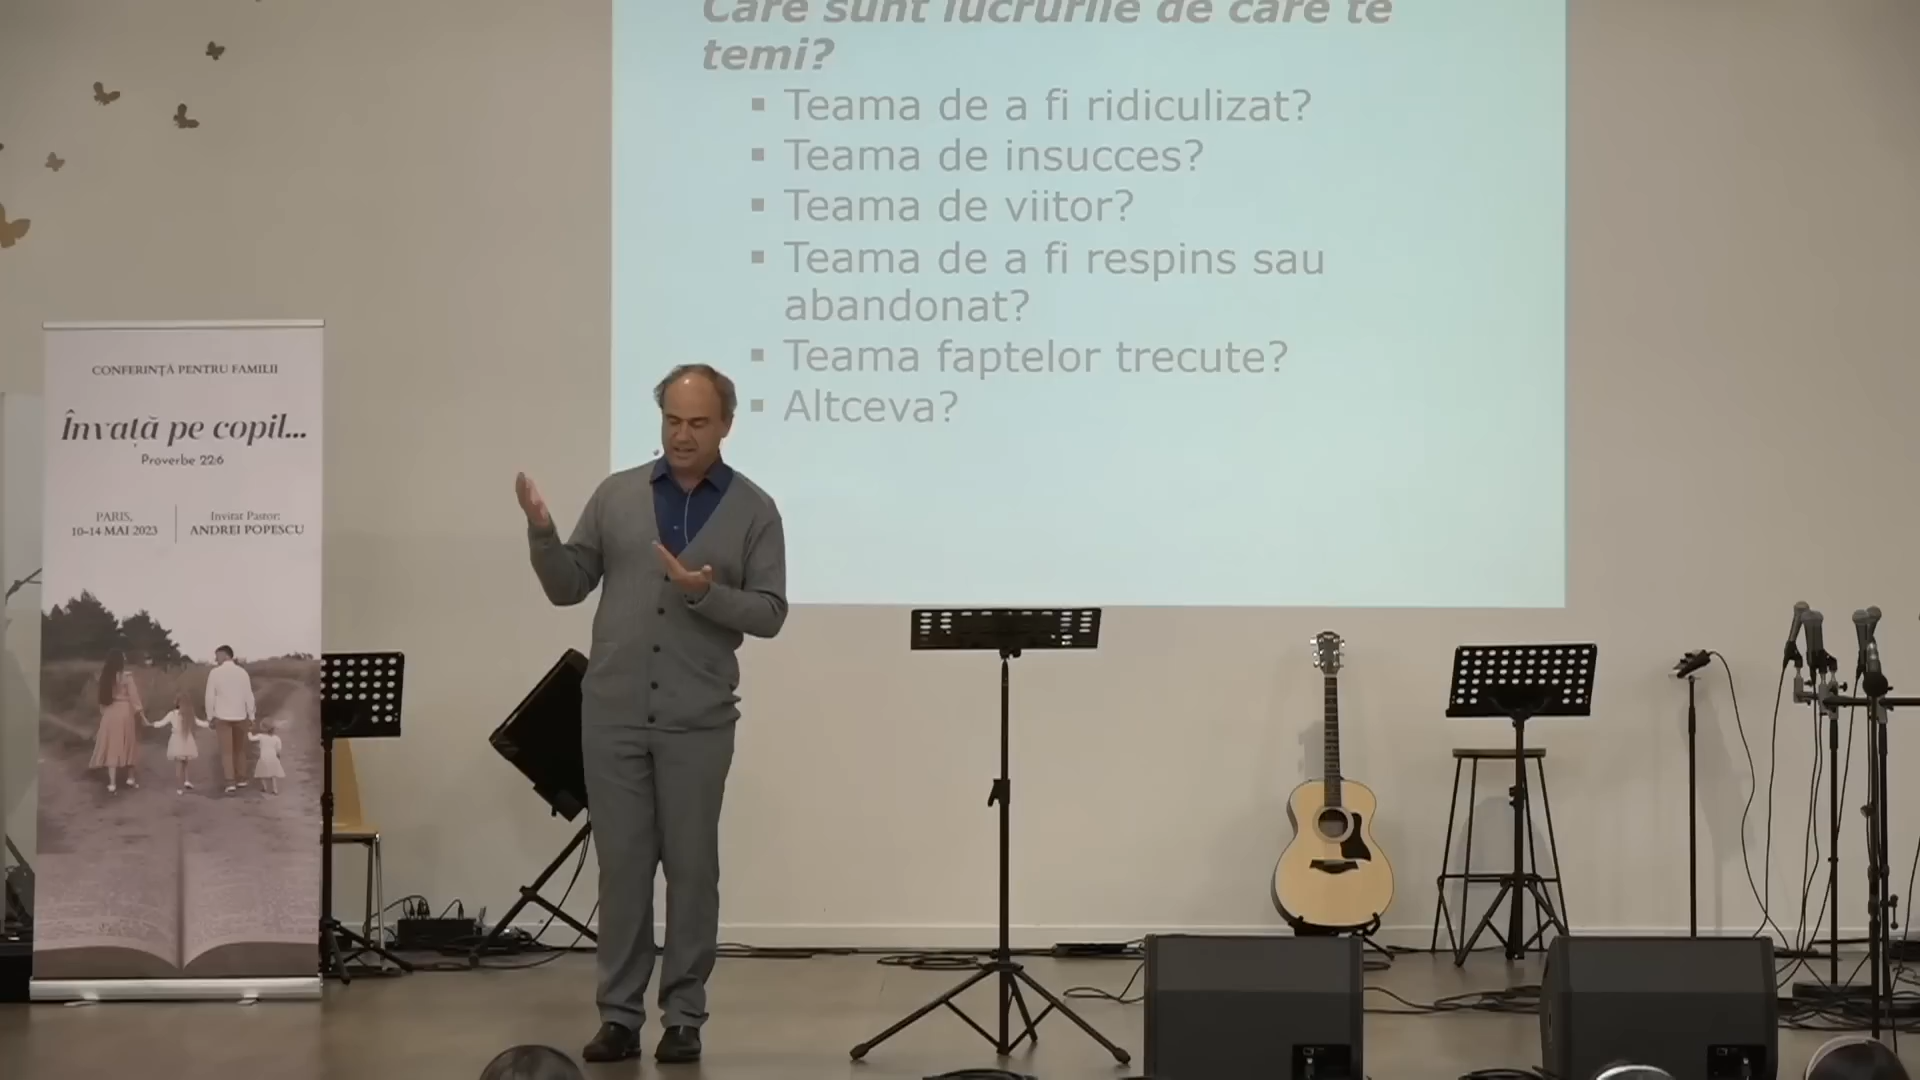 Care sunt lucrurile de care te
temi?
▪ Teama de a fi ridiculizat?
▪ Teama de insucces?
▪ Teama de viitor?
▪ Teama de a fi respins sau
abandonat?
▪ Teama faptelor trecute?
▪ Altceva?
CONFERINȚĂ PENTRU FAMILII
Învață pe copil...
Proverbe 22:6
PARIS,
10-14 MAI 2023
Invitat Pastor:
ANDREI POPESCU